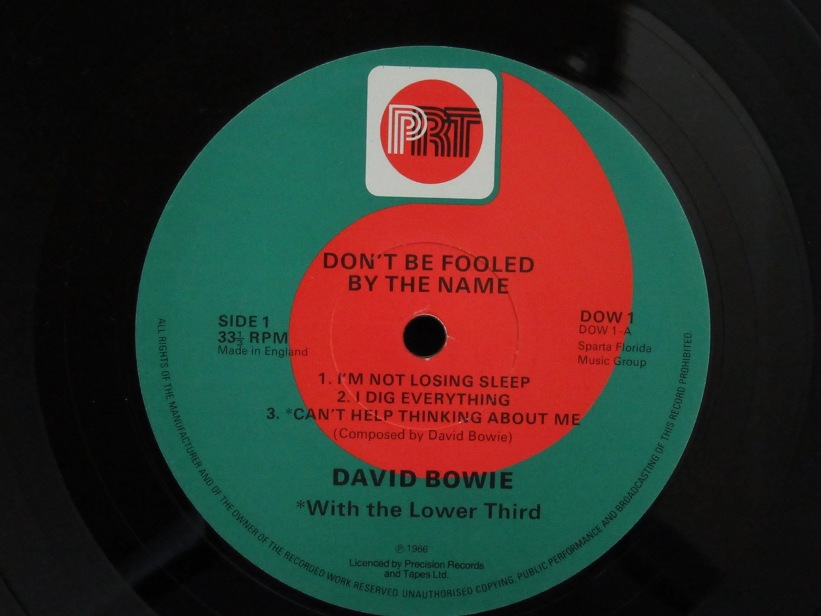 PRT
DON'T BE FOOLED
BY THE NAME
SIDE 1
33⅓ RPM
Made in England
DOW 1
DOW 1-A
Sparta Florida
Music Group
1. I'M NOT LOSING SLEEP
2. I DIG EVERYTHING
3. *CAN'T HELP THINKING ABOUT ME
(Composed by David Bowie)
DAVID BOWIE
*With the Lower Third
℗ 1966
Licenced by Precision Records
and Tapes Ltd.
ALL RIGHTS OF THE MANUFACTURER AND OF THE OWNER OF THE RECORDED WORK RESERVED. UNAUTHORISED COPYING, PUBLIC PERFORMANCE AND BROADCASTING OF THIS RECORD PROHIBITED